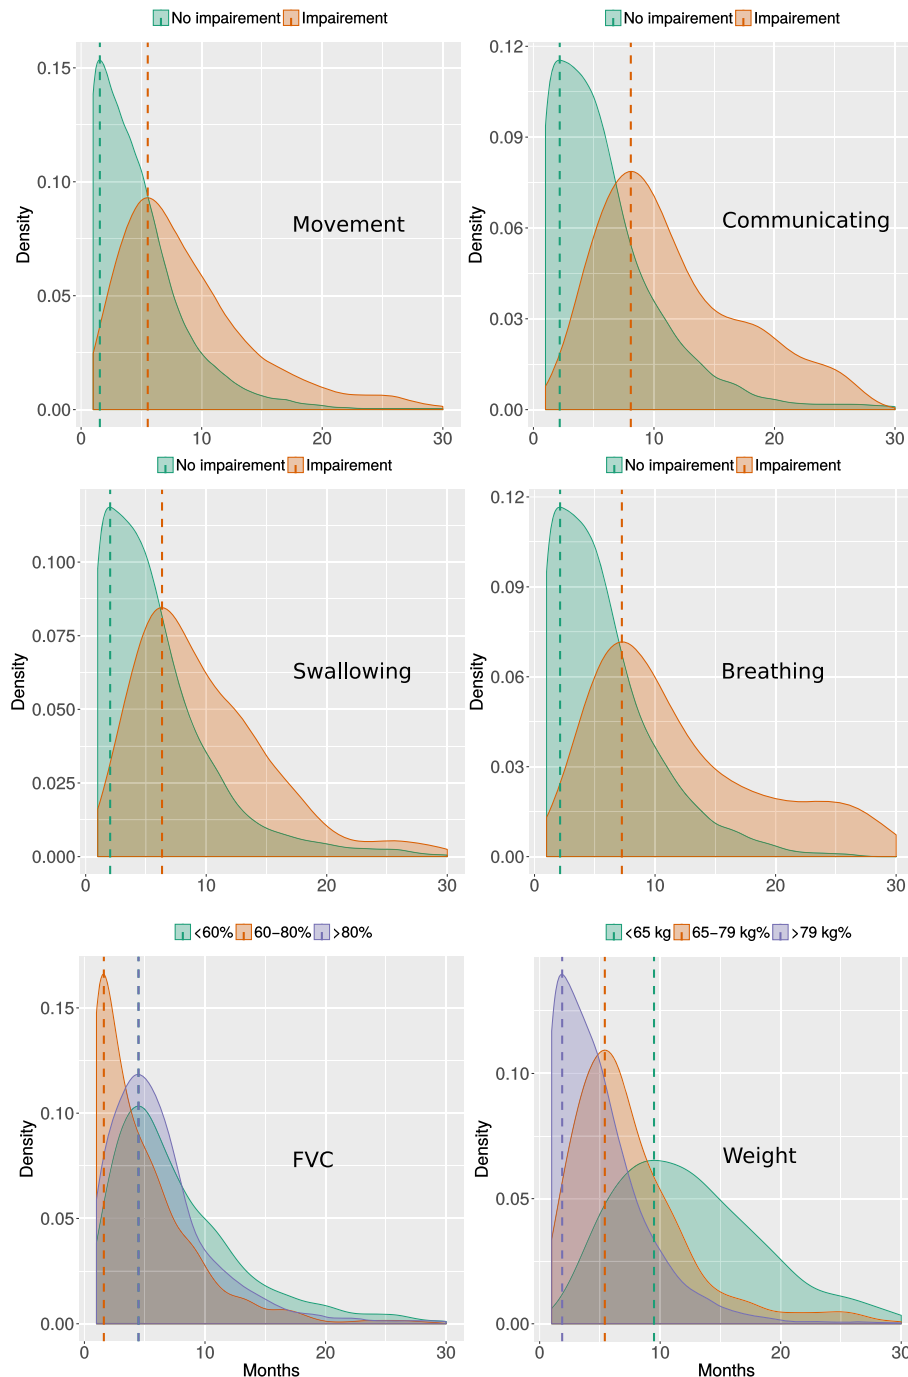 No impairement Impairement
No impairement Impairement
0.15
0.10
0.05
0.00
Density
Movement
0 10 20 30
0.12
0.09
0.06
0.03
0.00
Density
Communicating
0 10 20 30
No impairement Impairement
No impairement Impairement
0.100
0.075
0.050
0.025
0.000
Density
Swallowing
0 10 20 30
0.12
0.09
0.06
0.03
0.00
Density
Breathing
0 10 20 30
<60% 60−80% >80%
<65 kg 65−79 kg% >79 kg%
0.15
0.10
0.05
0.00
Density
FVC
0 10 20 30
Months
0.10
0.05
0.00
Density
Weight
0 10 20 30
Months